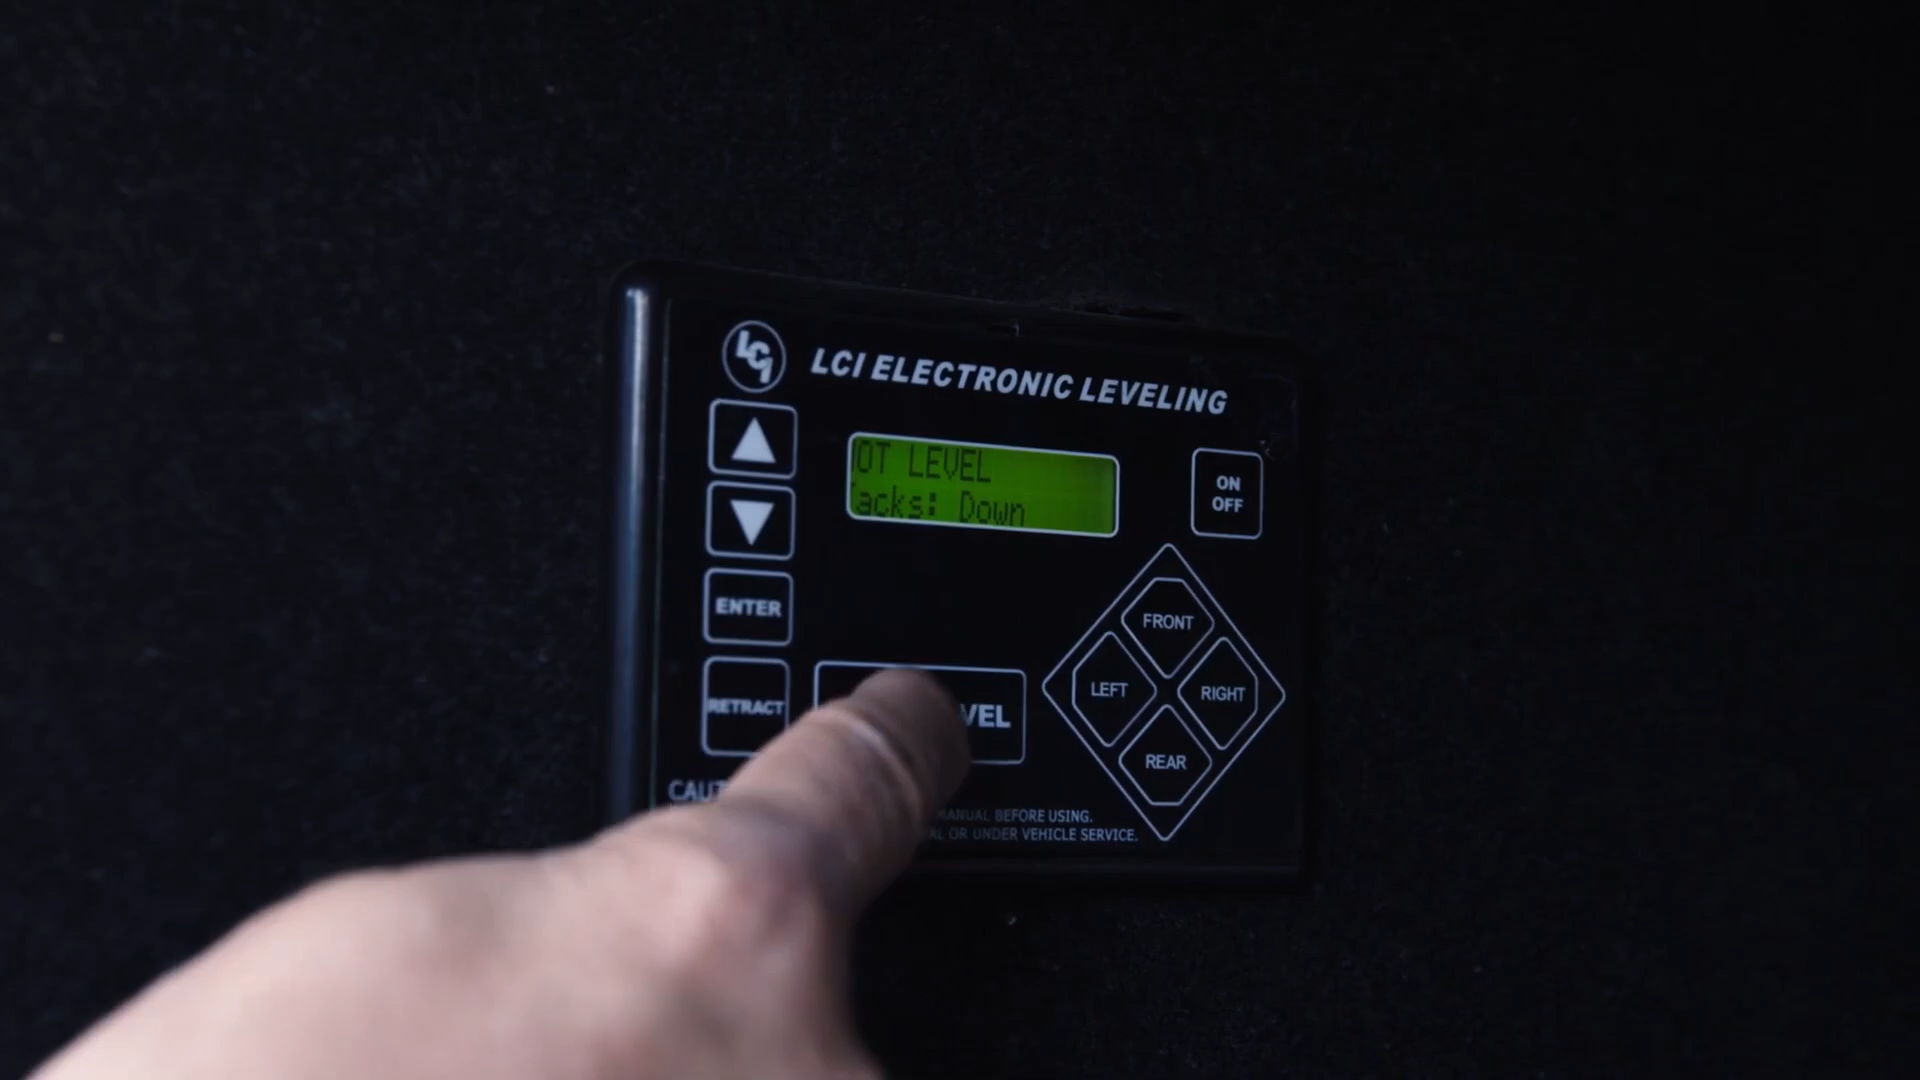 LCI
LCI ELECTRONIC LEVELING
OT LEVEL
acks: Down
ON
OFF
ENTER
RETRACT
VEL
FRONT
LEFT
RIGHT
REAR
CAUT
MANUAL BEFORE USING.
AL OR UNDER VEHICLE SERVICE.